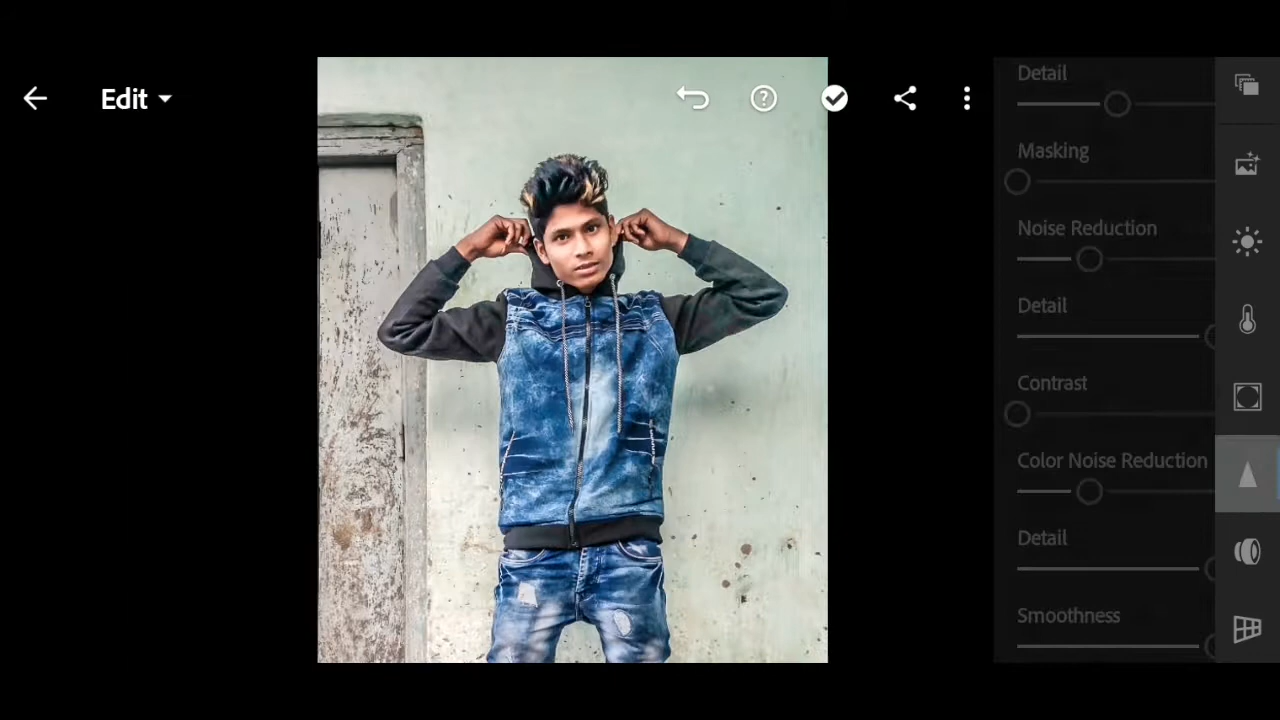 Edit
Detail
Masking
Noise Reduction
Detail
Contrast
Color Noise Reduction
Detail
Smoothness